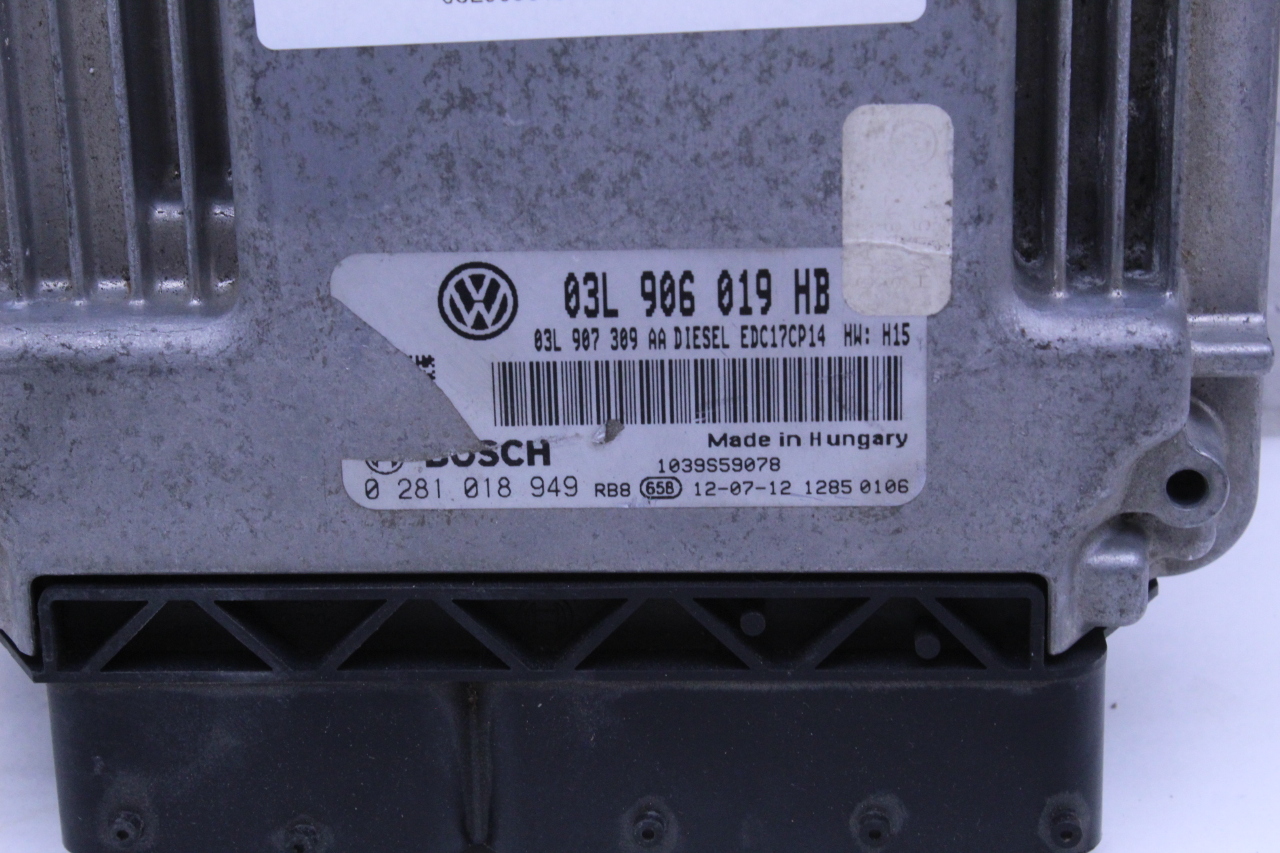 03L 906 019 HB
03L 907 309 AA DIESEL EDC17CP14 HW: H15
Made in Hungary
BOSCH
1039S59078
0 281 018 949 RB8 65B 12-07-12 1285 0106